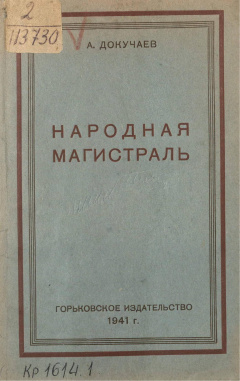 2
113730
А. ДОКУЧАЕВ
НАРОДНАЯ
МАГИСТРАЛЬ
ГОРЬКОВСКОЕ ИЗДАТЕЛЬСТВО
1941 г.
Кр 1614.1